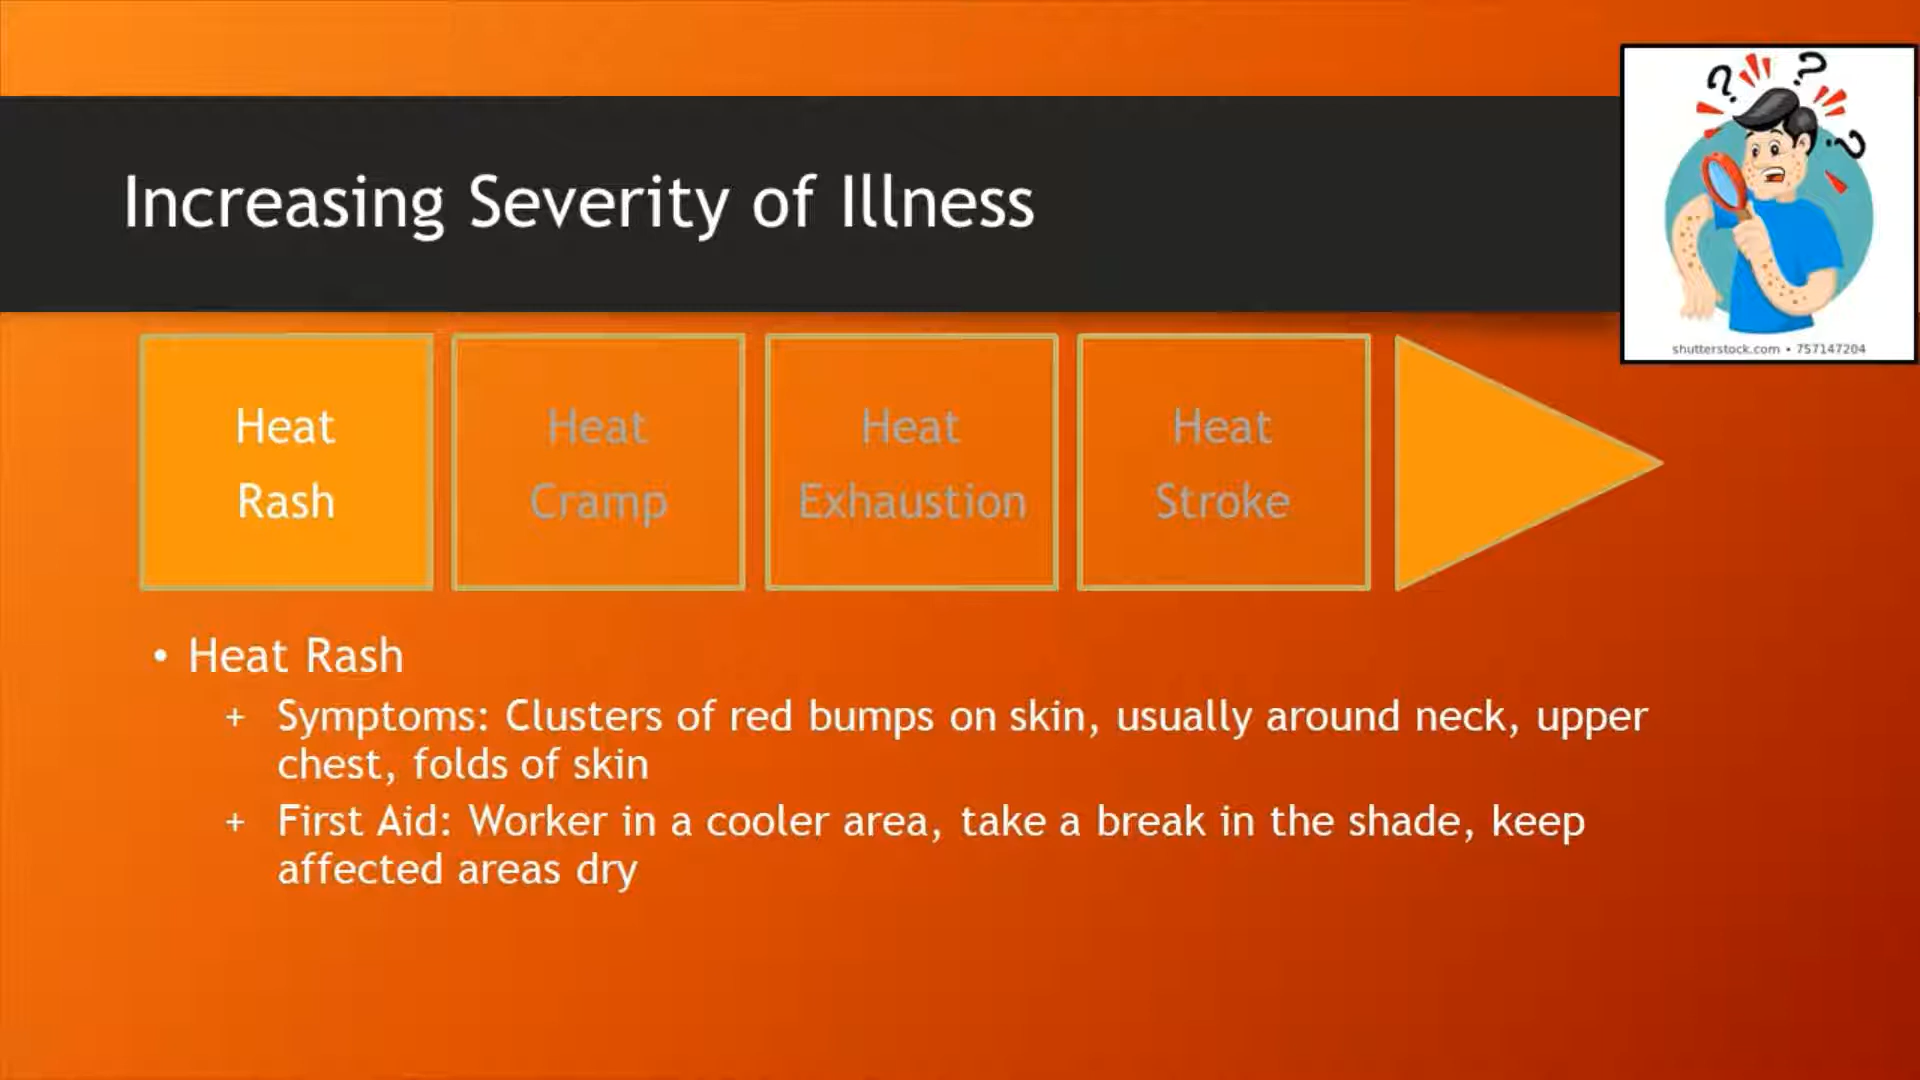 Increasing Severity of Illness
? ? ?
shutterstock.com • 757147204
Heat
Rash
Heat
Cramp
Heat
Exhaustion
Heat
Stroke
• Heat Rash
+ Symptoms: Clusters of red bumps on skin, usually around neck, upper
chest, folds of skin
+ First Aid: Worker in a cooler area, take a break in the shade, keep
affected areas dry